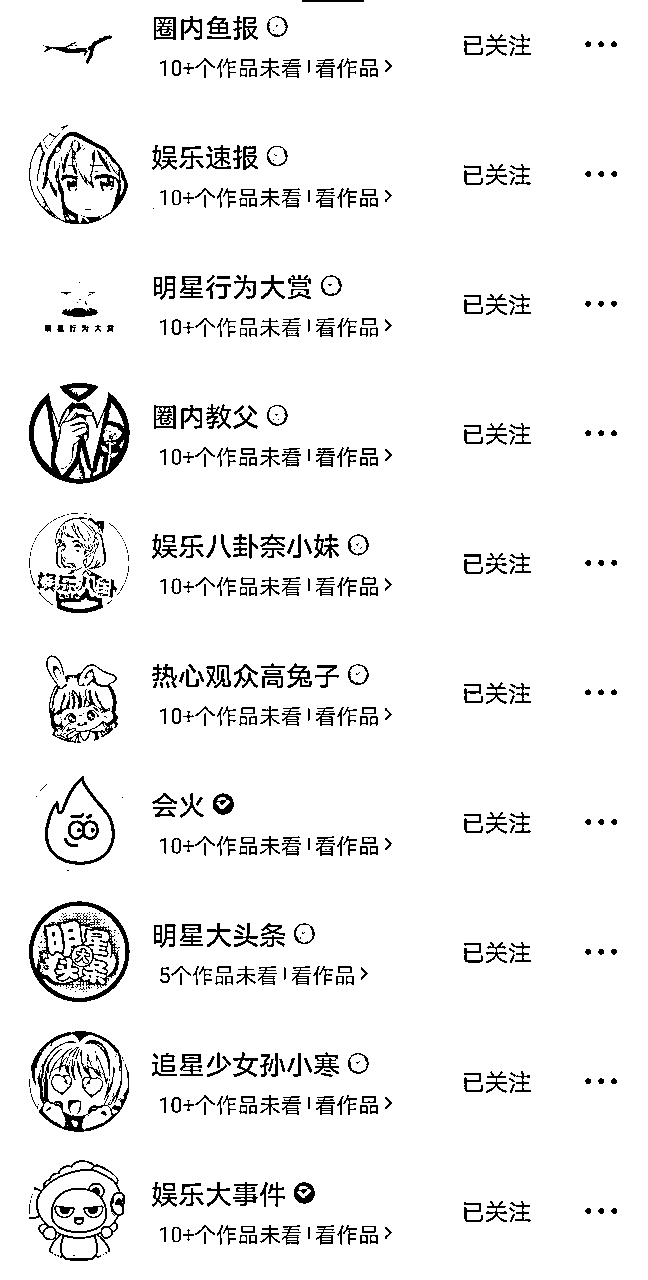 圈内鱼报
已关注
10+个作品未看|看作品>
娱乐速报
已关注
10+个作品未看|看作品>
明星行为大赏
已关注
明星行为大赏
10+个作品未看|看作品>
圈内教父
已关注
10+个作品未看|看作品>
娱乐八卦奈小妹
已关注
娱乐八卦
10+个作品未看|看作品>
热心观众高兔子
已关注
10+个作品未看|看作品>
会火
已关注
10+个作品未看|看作品>
明星大头条
已关注
明星
大
头条
5个作品未看|看作品>
追星少女孙小寒
已关注
10+个作品未看|看作品>
娱乐大事件
已关注
10+个作品未看|看作品>